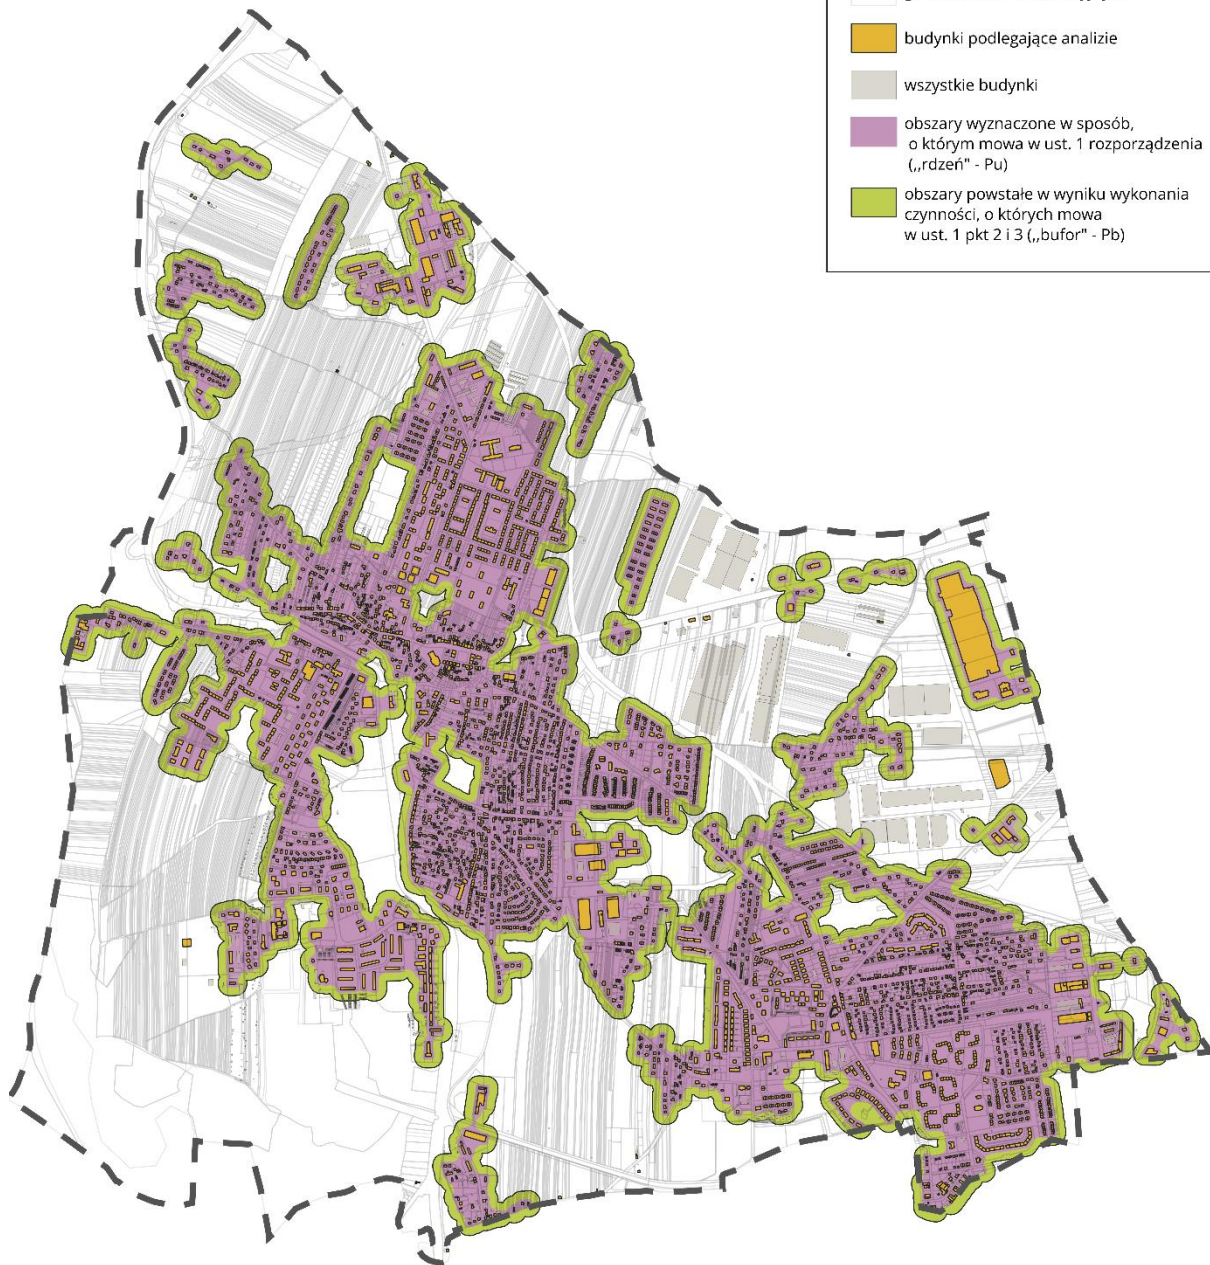 budynki podlegające analizie
wszystkie budynki
obszary wyznaczone w sposób,
o którym mowa w ust. 1 rozporządzenia
(,,rdzeń" - Pu)
obszary powstałe w wyniku wykonania
czynności, o których mowa
w ust. 1 pkt 2 i 3 (,,bufor" - Pb)